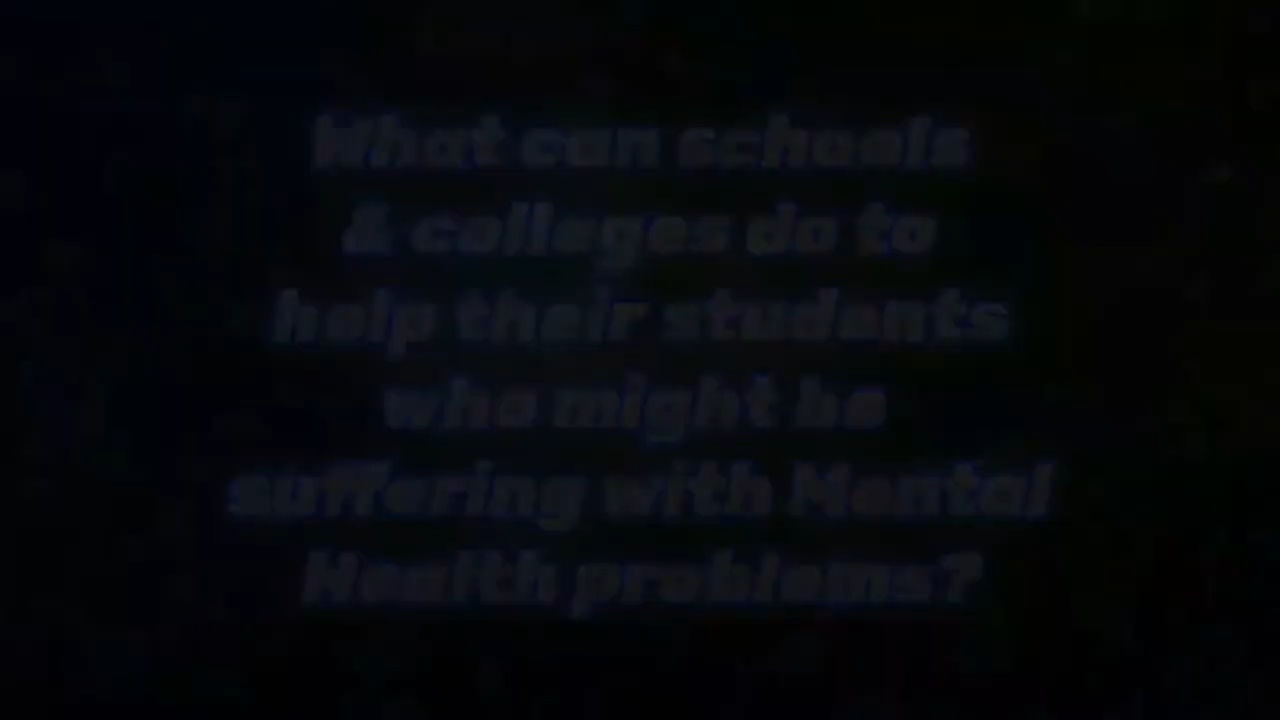 What can schools
& colleges do to
help their students
who might be
suffering with Mental
Health problems?